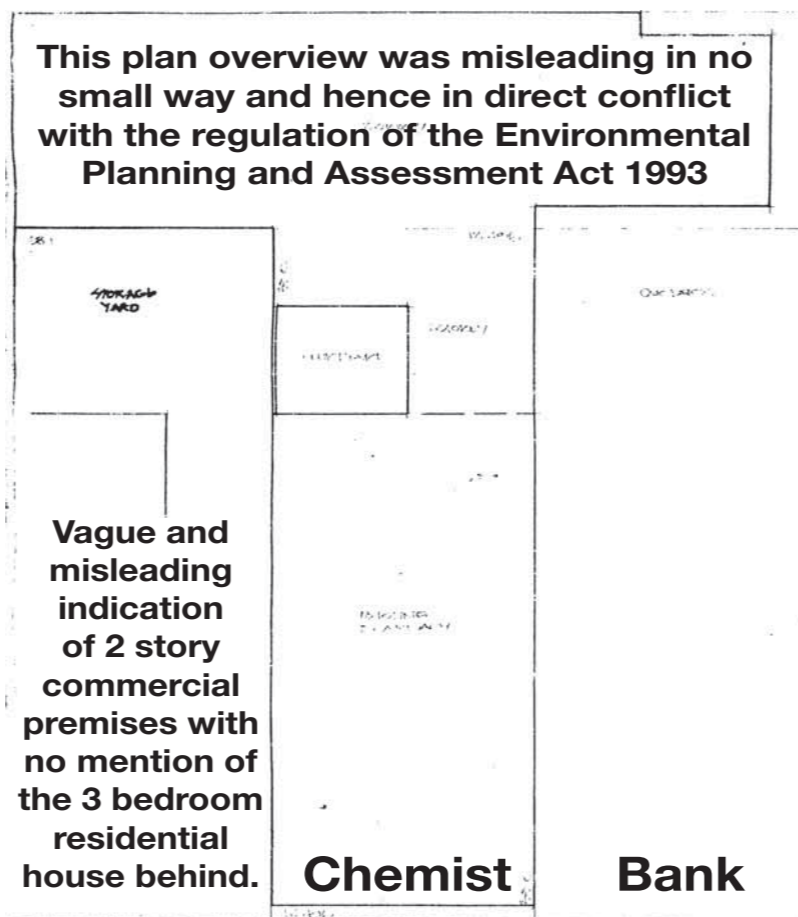 This plan overview was misleading in no
small way and hence in direct conflict
with the regulation of the Environmental
Planning and Assessment Act 1993
STORAGE
YARD
Vague and
misleading
indication
of 2 story
commercial
premises with
no mention of
the 3 bedroom
residential
house behind.
Chemist
Bank